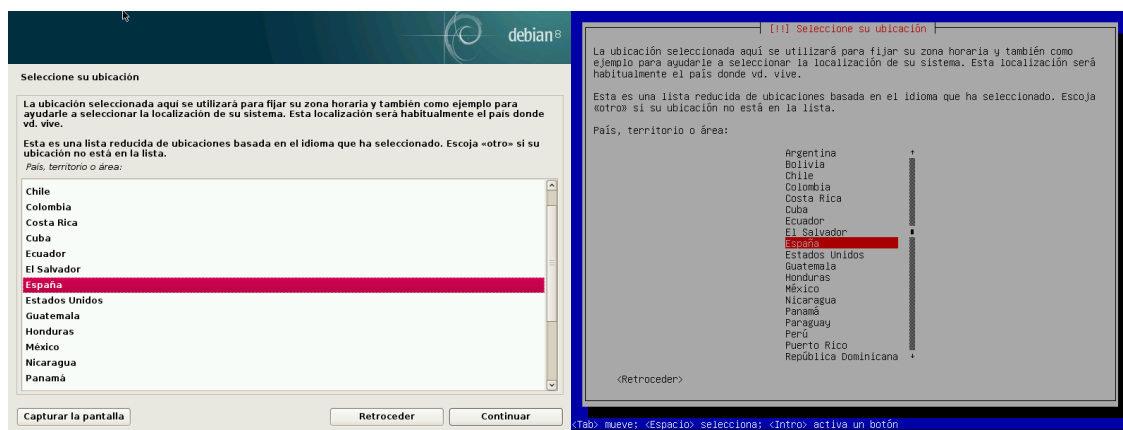 debian 8
Seleccione su ubicación
La ubicación seleccionada aquí se utilizará para fijar su zona horaria y también como ejemplo para
ayudarle a seleccionar la localización de su sistema. Esta localización será habitualmente el país donde
vd. vive.
Esta es una lista reducida de ubicaciones basada en el idioma que ha seleccionado. Escoja «otro» si su
ubicación no está en la lista.
País, territorio o área:
Chile
Colombia
Costa Rica
Cuba
Ecuador
El Salvador
España
Estados Unidos
Guatemala
Honduras
México
Nicaragua
Panamá
Capturar la pantalla
Retroceder
Continuar
[!!] Seleccione su ubicación
La ubicación seleccionada aquí se utilizará para fijar su zona horaria y también como
ejemplo para ayudarle a seleccionar la localización de su sistema. Esta localización será
habitualmente el país donde vd. vive.
Esta es una lista reducida de ubicaciones basada en el idioma que ha seleccionado. Escoja
«otro» si su ubicación no está en la lista.
País, territorio o área:
Argentina
Bolivia
Chile
Colombia
Costa Rica
Cuba
Ecuador
El Salvador
España
Estados Unidos
Guatemala
Honduras
México
Nicaragua
Panamá
Paraguay
Perú
Puerto Rico
República Dominicana
<Retroceder>
<Tab> mueve; <Espacio> selecciona; <Intro> activa un botón